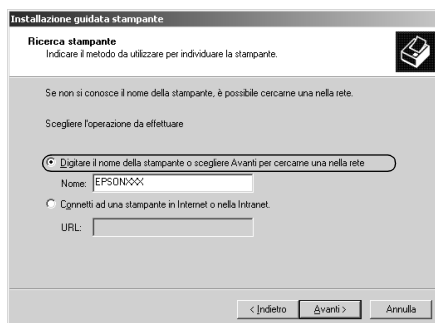 Installazione guidata stampante
Ricerca stampante
Indicare il metodo da utilizzare per individuare la stampante.
Se non si conosce il nome della stampante, è possibile cercarne una nella rete.
Scegliere l'operazione da effettuare
Digitare il nome della stampante o scegliere Avanti per cercarne una nella rete
Nome: EPSONXXX
Connetti ad una stampante in Internet o nella Intranet.
URL:
< Indietro Avanti > Annulla